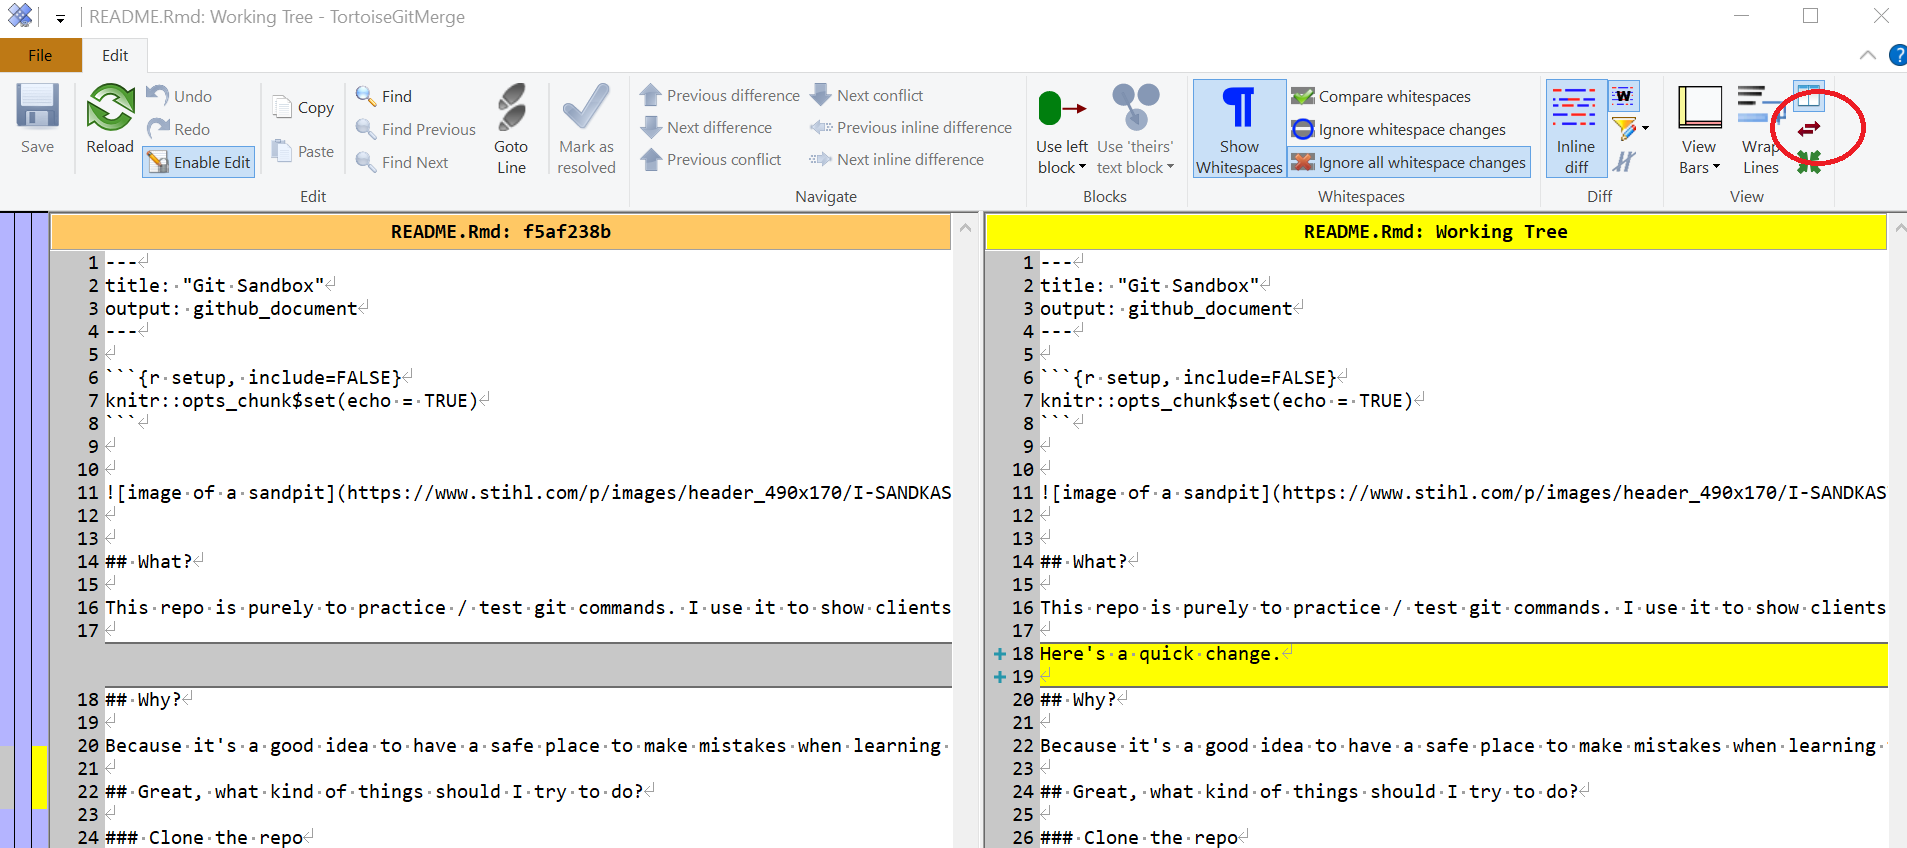 README.Rmd: Working Tree - TortoiseGitMerge
File
Edit
Save
Reload
Undo
Redo
Enable Edit
Copy
Paste
Find
Find Previous
Find Next
Goto
Line
Mark as
resolved
Edit
Previous difference
Next difference
Previous conflict
Next conflict
Previous inline difference
Next inline difference
Navigate
Use left
block
Use 'theirs'
text block
Blocks
Show
Whitespaces
Compare whitespaces
Ignore whitespace changes
Ignore all whitespace changes
Whitespaces
Inline
diff
W
Diff
View
Bars
Wrap
Lines
View
?
README.Rmd: f5af238b
1 ---
2 title:·"Git·Sandbox"
3 output:·github_document
4 ---
5
6 ```{r·setup,·include=FALSE}
7 knitr::opts_chunk$set(echo·=·TRUE)
8 ```
9
10
11 ![image·of·a·sandpit](https://www.stihl.com/p/images/header_490x170/I-SANDKAS
12
13
14 ##·What?
15
16 This·repo·is·purely·to·practice·/·test·git·commands.·I·use·it·to·show·clients
17
18 ##·Why?
19
20 Because·it's·a·good·idea·to·have·a·safe·place·to·make·mistakes·when·learning·
21
22 ##·Great,·what·kind·of·things·should·I·try·to·do?
23
24 ###·Clone·the·repo
README.Rmd: Working Tree
1 ---
2 title:·"Git·Sandbox"
3 output:·github_document
4 ---
5
6 ```{r·setup,·include=FALSE}
7 knitr::opts_chunk$set(echo·=·TRUE)
8 ```
9
10
11 ![image·of·a·sandpit](https://www.stihl.com/p/images/header_490x170/I-SANDKAS
12
13
14 ##·What?
15
16 This·repo·is·purely·to·practice·/·test·git·commands.·I·use·it·to·show·clients
17
18 Here's·a·quick·change.
19
20 ##·Why?
21
22 Because·it's·a·good·idea·to·have·a·safe·place·to·make·mistakes·when·learning·
23
24 ##·Great,·what·kind·of·things·should·I·try·to·do?
25
26 ###·Clone·the·repo